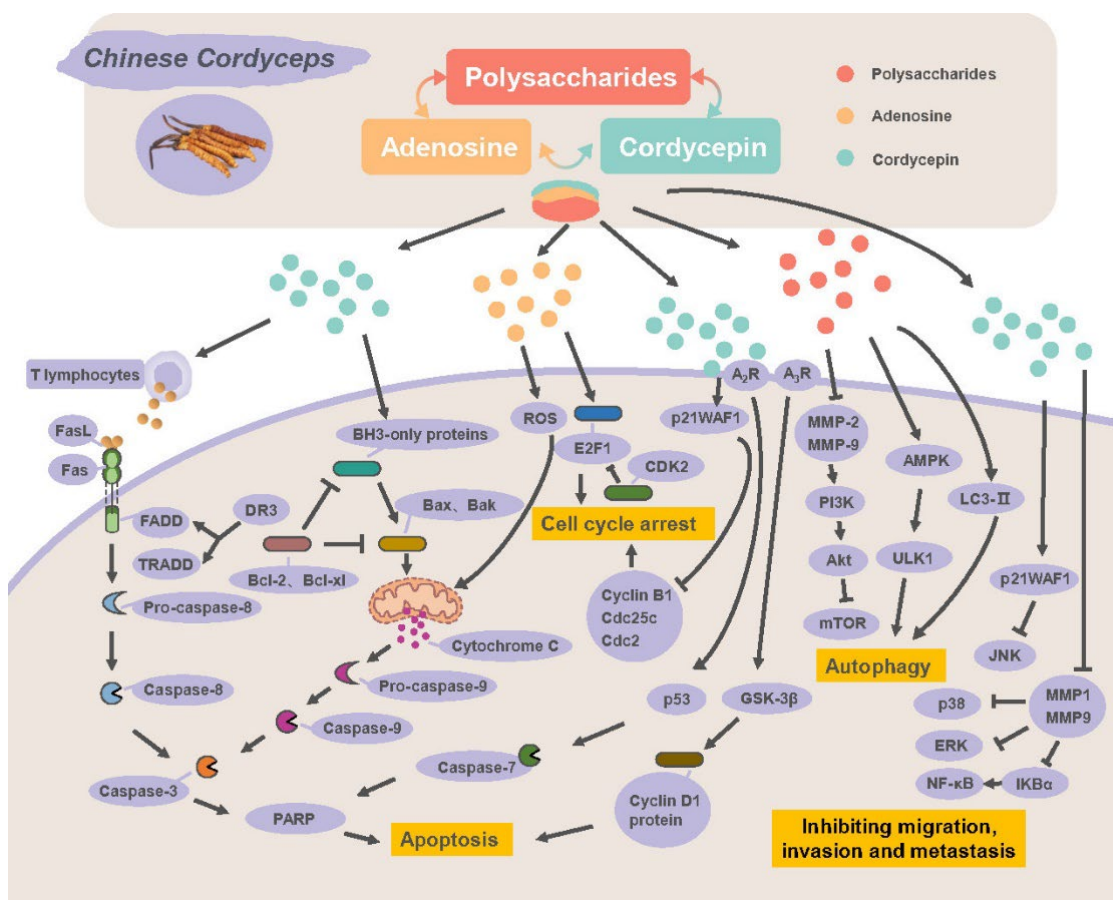 Chinese Cordyceps
Polysaccharides
Adenosine
Cordycepin
Polysaccharides
Adenosine
Cordycepin
T lymphocytes
FasL
Fas
FADD
TRADD
DR3
BH3-only proteins
Bax、Bak
Bcl-2、Bcl-xl
Pro-caspase-8
Caspase-8
Caspase-3
Cytochrome C
Pro-caspase-9
Caspase-9
PARP
ROS
E2F1
CDK2
Cell cycle arrest
Cyclin B1
Cdc25c
Cdc2
p21WAF1
A₂R
A₃R
p53
GSK-3β
Caspase-7
Cyclin D1
protein
Apoptosis
MMP-2
MMP-9
PI3K
Akt
mTOR
AMPK
ULK1
LC3-Ⅱ
Autophagy
p21WAF1
JNK
MMP1
MMP9
p38
ERK
NF-κB
IKBα
Inhibiting migration,
invasion and metastasis